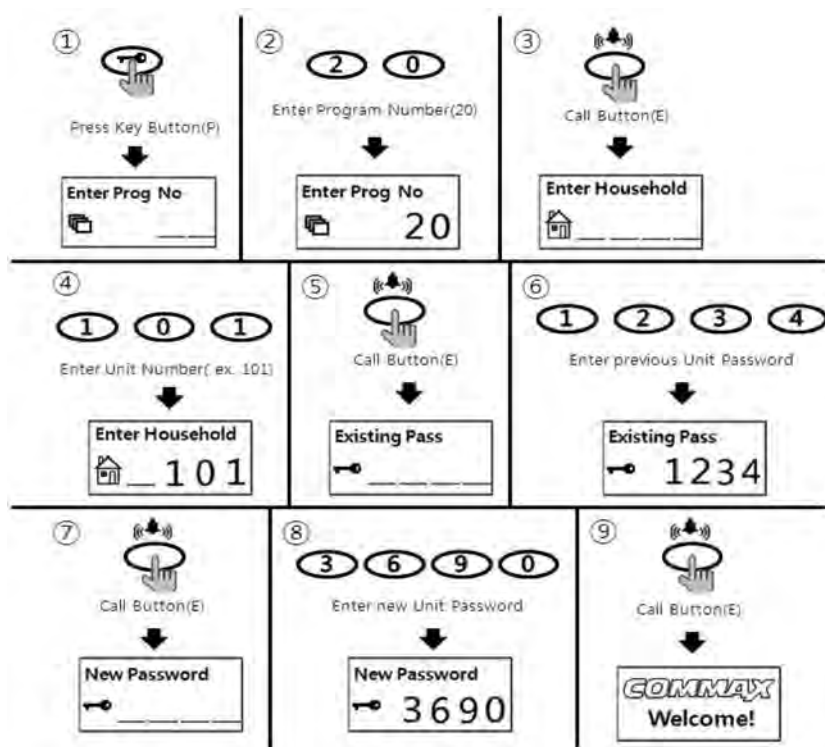 ①
Press Key Button(P)
Enter Prog No
②
2 0
Enter Program Number(20)
Enter Prog No
20
③
Call Button(E)
Enter Household
④
1 0 1
Enter Unit Number( ex. 101)
Enter Household
101
⑤
Call Button(E)
Existing Pass
⑥
1 2 3 4
Enter previous Unit Password
Existing Pass
1234
⑦
Call Button(E)
New Password
⑧
3 6 9 0
Enter new Unit Password
New Password
3690
⑨
Call Button(E)
COMMAX
Welcome!